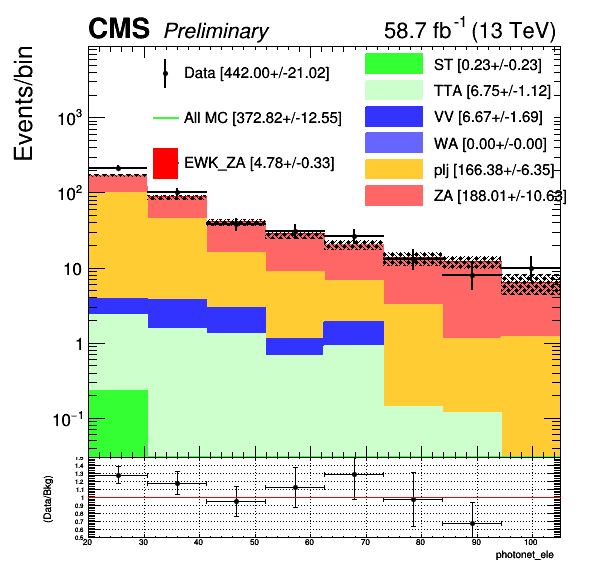 CMS Preliminary 58.7 fb⁻¹ (13 TeV)
Events/bin
Data [442.00+/-21.02]
All MC [372.82+/-12.55]
EWK_ZA [4.78+/-0.33]
ST [0.23+/-0.23]
TTA [6.75+/-1.12]
VV [6.67+/-1.69]
WA [0.00+/-0.00]
plj [166.38+/-6.35]
ZA [188.01+/-10.63]
10³
10²
10
1
10⁻¹
(Data/Bkg)
1.5
1.4
1.3
1.2
1.1
1
0.9
0.8
0.7
0.6
0.5
20 30 40 50 60 70 80 90 100
photonet_ele